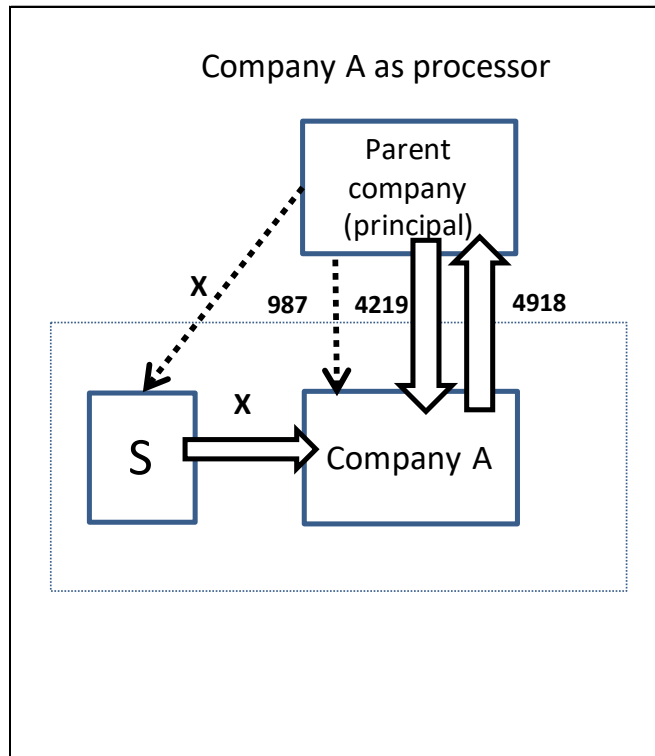 Company A as processor
Parent
company
(principal)
X
987
4219
4918
X
S
Company A